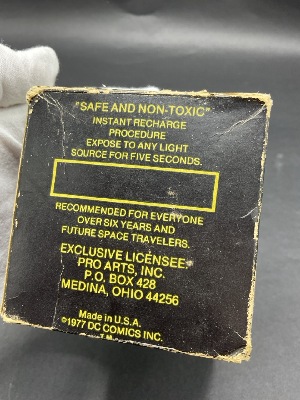 "SAFE AND NON-TOXIC"
INSTANT RECHARGE
PROCEDURE
EXPOSE TO ANY LIGHT
SOURCE FOR FIVE SECONDS.
RECOMMENDED FOR EVERYONE
OVER SIX YEARS AND
FUTURE SPACE TRAVELERS.
EXCLUSIVE LICENSEE:
PRO ARTS, INC.
P.O. BOX 428
MEDINA, OHIO 44256
Made in U.S.A.
©1977 DC COMICS INC.
T.M.